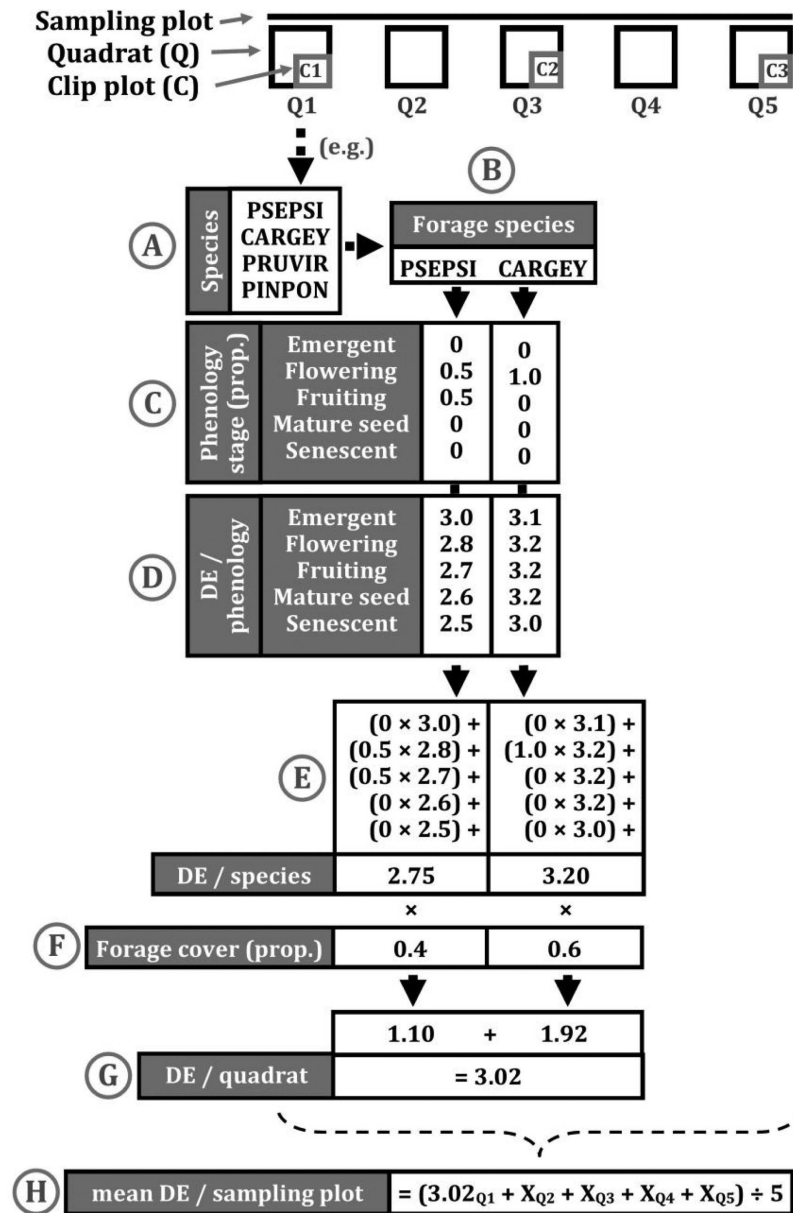 Sampling plot
Quadrat (Q)
Clip plot (C)
C1 C2 C3
Q1 Q2 Q3 Q4 Q5
(e.g.)
B
A
Species
PSEPSI
CARGEY
PRUVIR
PINPON
Forage species
PSEPSI CARGEY
C
Phenology
stage (prop.)
Emergent 0 0
Flowering 0.5 1.0
Fruiting 0.5 0
Mature seed 0 0
Senescent 0 0
D
DE /
phenology
Emergent 3.0 3.1
Flowering 2.8 3.2
Fruiting 2.7 3.2
Mature seed 2.6 3.2
Senescent 2.5 3.0
E
(0 × 3.0) + (0 × 3.1) +
(0.5 × 2.8) + (1.0 × 3.2) +
(0.5 × 2.7) + (0 × 3.2) +
(0 × 2.6) + (0 × 3.2) +
(0 × 2.5) + (0 × 3.0) +
DE / species 2.75 3.20
× ×
F Forage cover (prop.) 0.4 0.6
1.10 + 1.92
G DE / quadrat = 3.02
H mean DE / sampling plot = (3.02Q1 + XQ2 + XQ3 + XQ4 + XQ5) ÷ 5